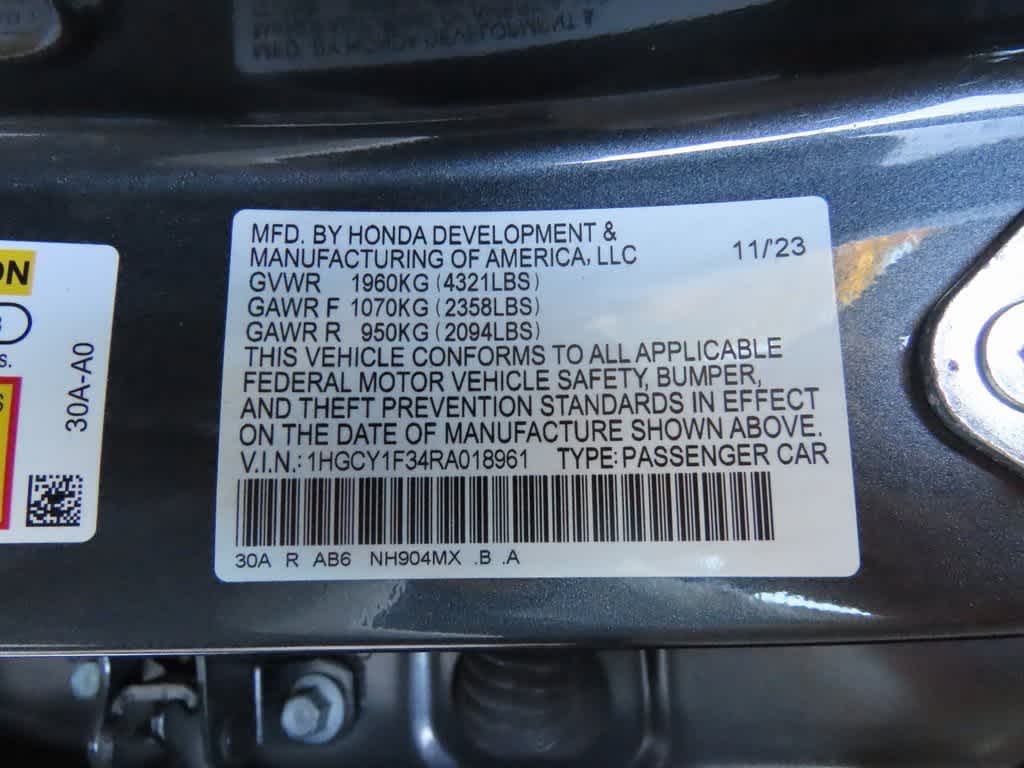 MFD. BY HONDA DEVELOPMENT &
MANUFACTURING OF AMERICA, LLC 11/'23
GVWR 1960KG (4321LBS)
GAWR F 1070KG (2358LBS)
GAWR R 950KG (2094LBS)
THIS VEHICLE CONFORMS TO ALL APPLICABLE
FEDERAL MOTOR VEHICLE SAFETY, BUMPER,
AND THEFT PREVENTION STANDARDS IN EFFECT
ON THE DATE OF MANUFACTURE SHOWN ABOVE.
V.I.N.: 1HGCY1F34RA018961 TYPE: PASSENGER CAR
30A R AB6 NH904MX .B .A
30A-A0